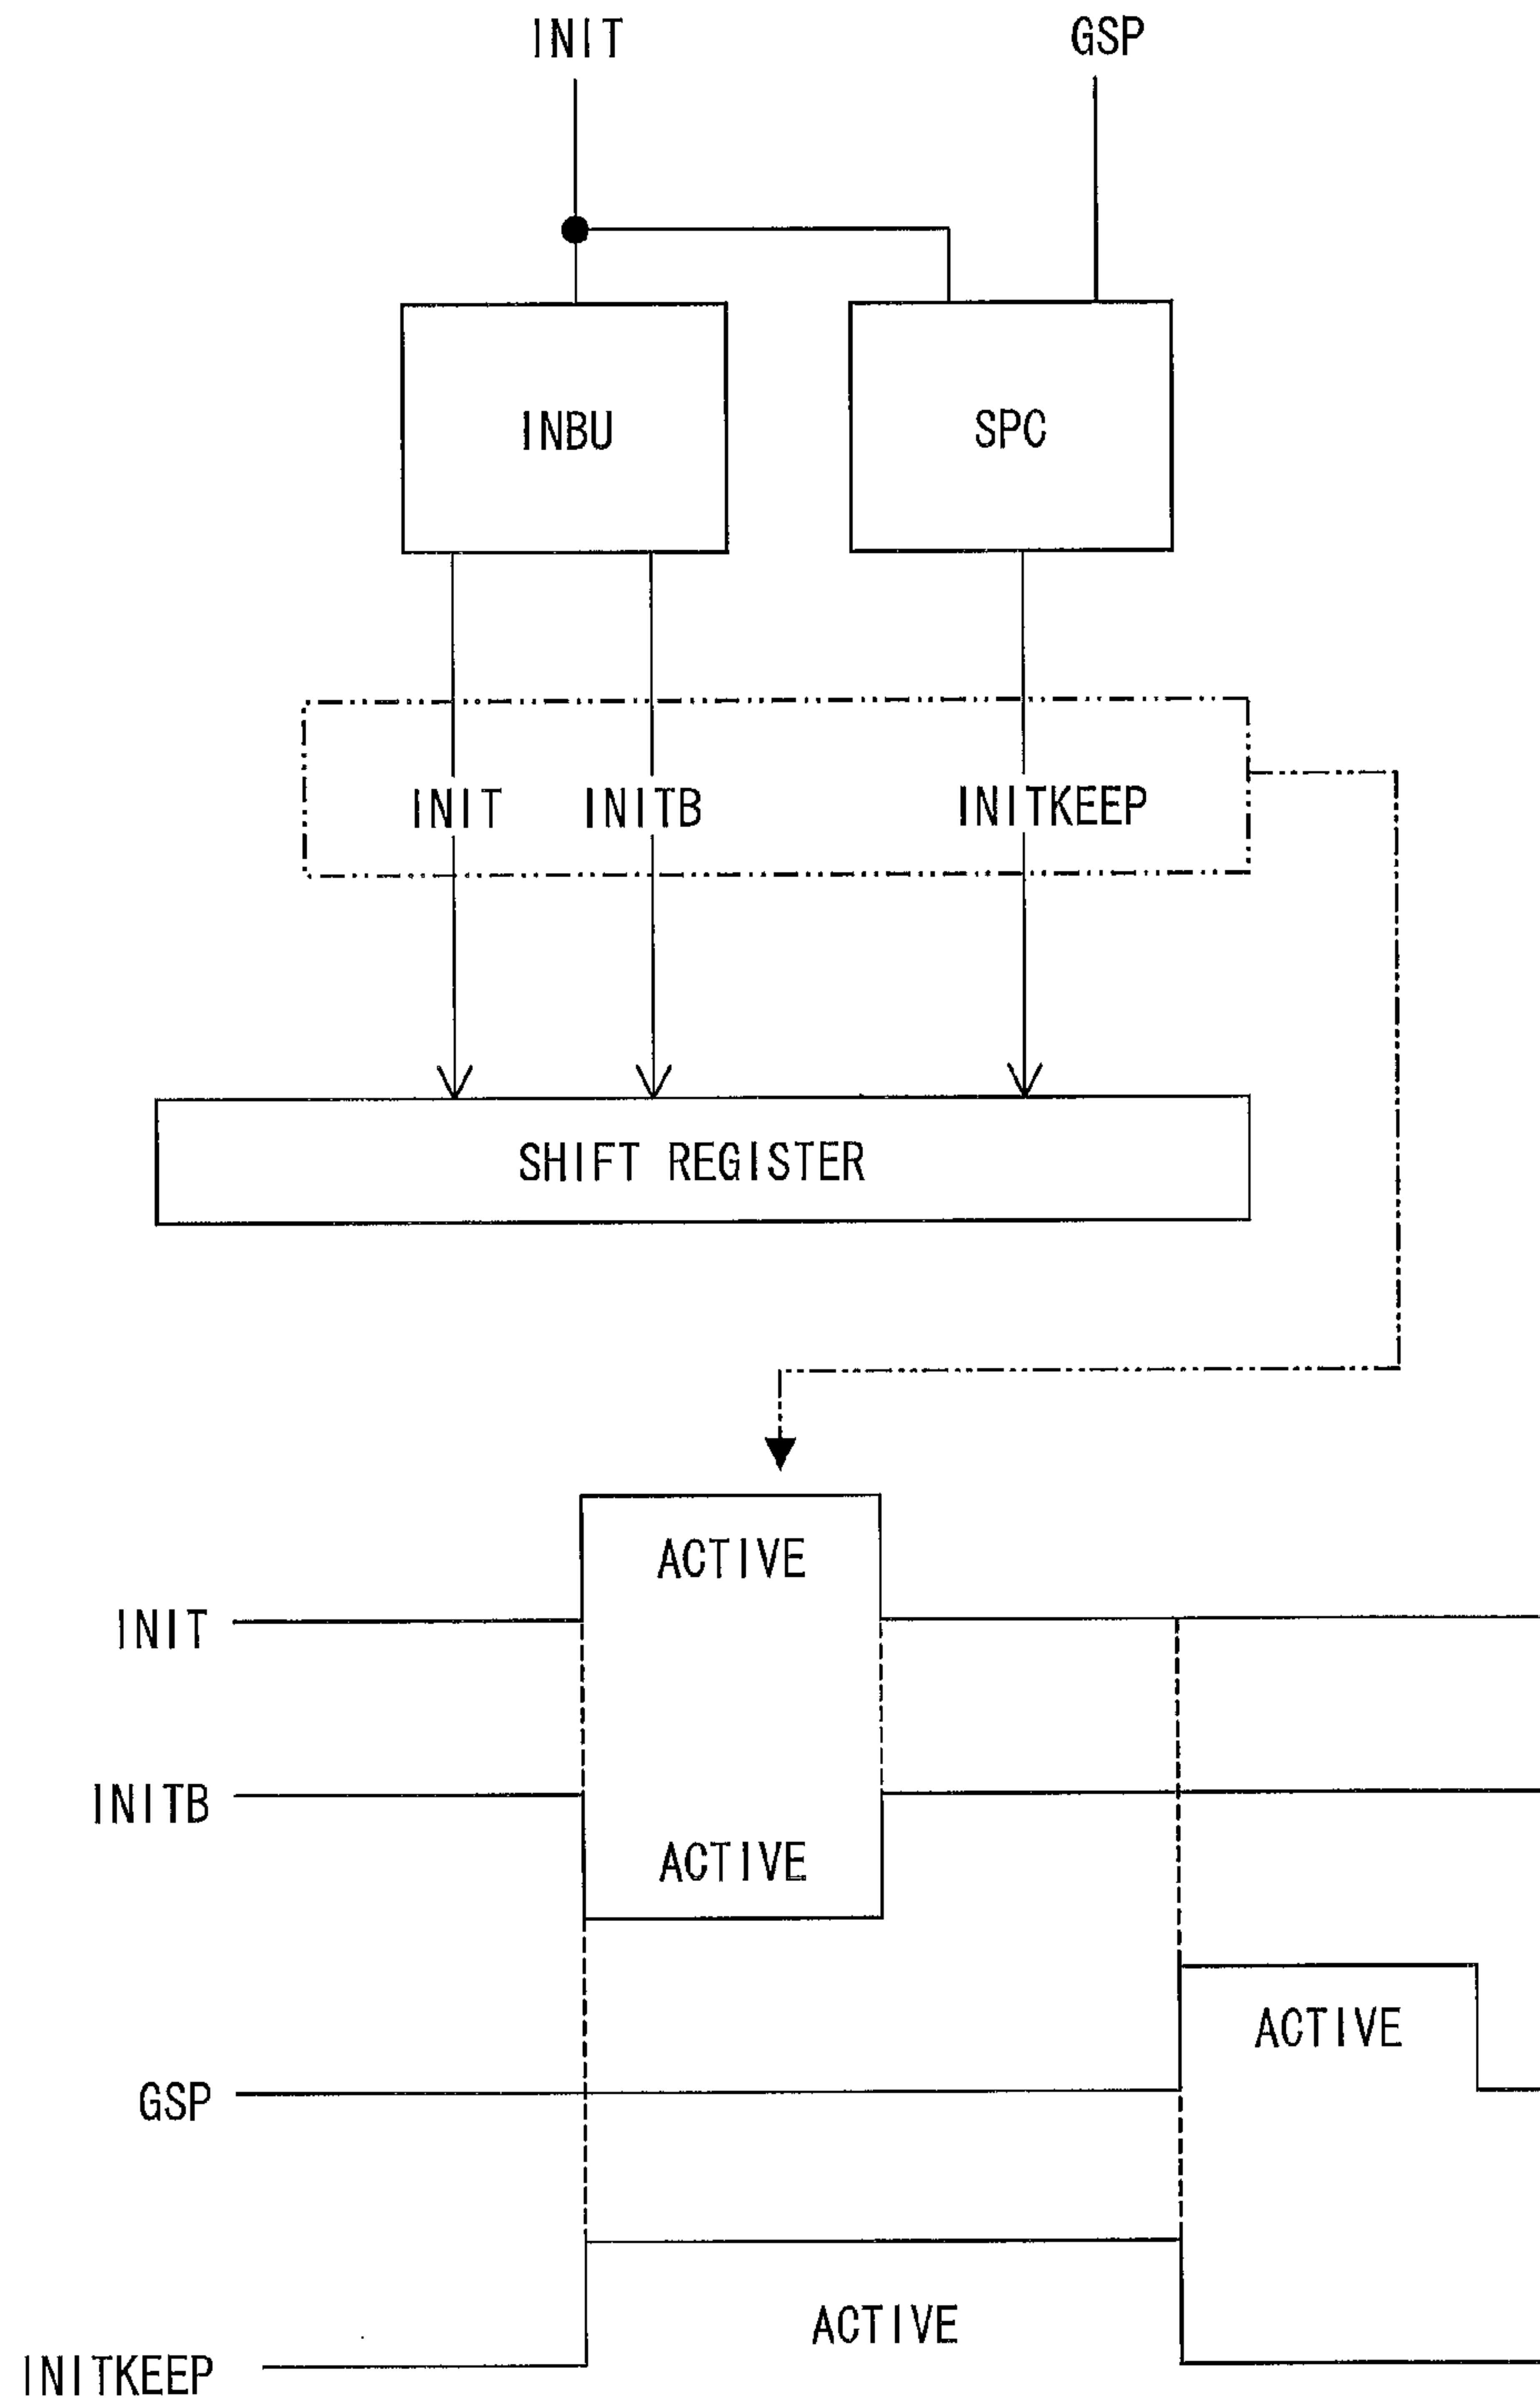 INIT GSP
INBU SPC
INIT INITB INITKEEP
SHIFT REGISTER
ACTIVE
INIT
INITB
ACTIVE
ACTIVE
GSP
ACTIVE
INITKEEP